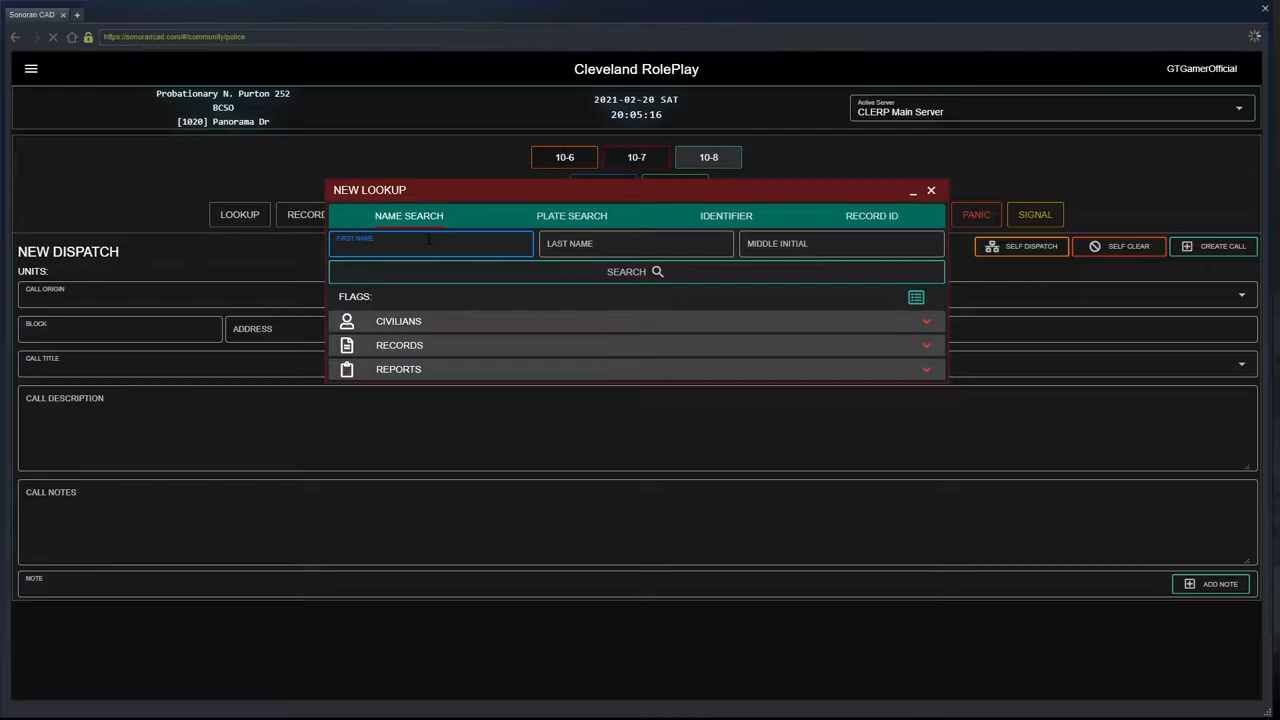 Sonoran CAD
https://sonorancad.com/#/community/police
Cleveland RolePlay
GTGamerOfficial
Probationary N. Purton 252
BCSO
[1020] Panorama Dr
2021-02-20 SAT
20:05:16
Active Server
CLERP Main Server
10-6
10-7
10-8
NEW LOOKUP
LOOKUP
RECORD
PANIC
SIGNAL
NAME SEARCH
PLATE SEARCH
IDENTIFIER
RECORD ID
FIRST NAME
LAST NAME
MIDDLE INITIAL
SEARCH
FLAGS:
CIVILIANS
RECORDS
REPORTS
NEW DISPATCH
SELF DISPATCH
SELF CLEAR
CREATE CALL
UNITS:
CALL ORIGIN
BLOCK
ADDRESS
CALL TITLE
CALL DESCRIPTION
CALL NOTES
NOTE
ADD NOTE